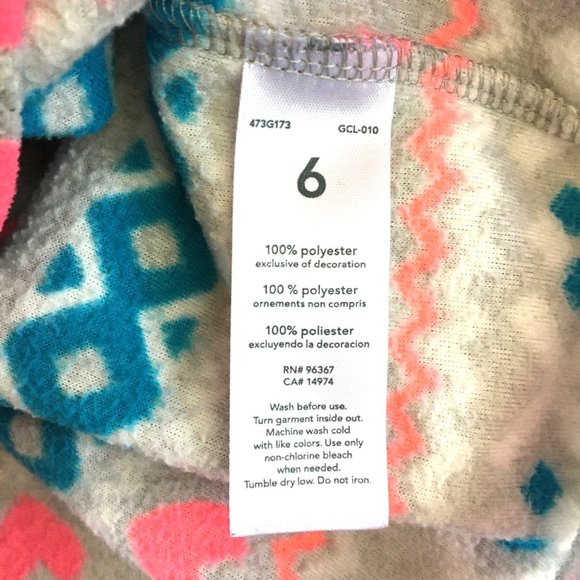 473G173 GCL-010
6
100% polyester
exclusive of decoration
100 % polyester
ornements non compris
100% poliester
excluyendo la decoracion
RN# 96367
CA# 14974
Wash before use.
Turn garment inside out.
Machine wash cold
with like colors. Use only
non-chlorine bleach
when needed.
Tumble dry low. Do not iron.